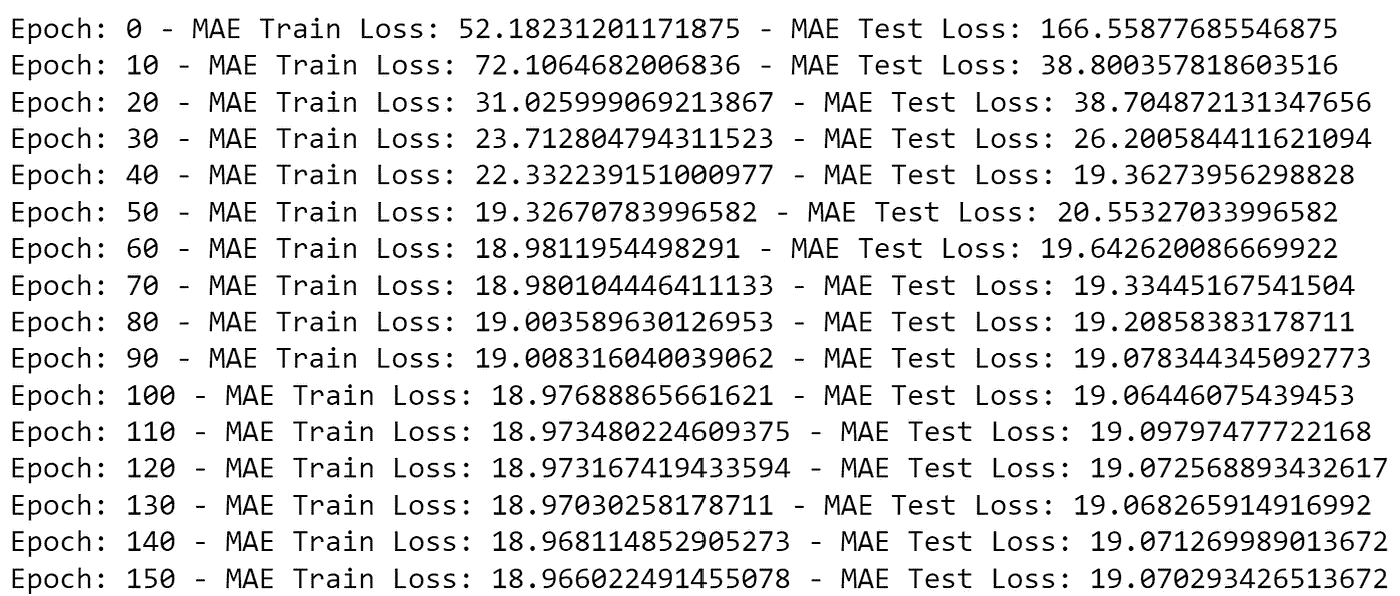 Epoch: 0 - MAE Train Loss: 52.18231201171875 - MAE Test Loss: 166.55877685546875
Epoch: 10 - MAE Train Loss: 72.1064682006836 - MAE Test Loss: 38.800357818603516
Epoch: 20 - MAE Train Loss: 31.025999069213867 - MAE Test Loss: 38.704872131347656
Epoch: 30 - MAE Train Loss: 23.712804794311523 - MAE Test Loss: 26.200584411621094
Epoch: 40 - MAE Train Loss: 22.332239151000977 - MAE Test Loss: 19.36273956298828
Epoch: 50 - MAE Train Loss: 19.32670783996582 - MAE Test Loss: 20.55327033996582
Epoch: 60 - MAE Train Loss: 18.9811954498291 - MAE Test Loss: 19.642620086669922
Epoch: 70 - MAE Train Loss: 18.980104446411133 - MAE Test Loss: 19.33445167541504
Epoch: 80 - MAE Train Loss: 19.003589630126953 - MAE Test Loss: 19.20858383178711
Epoch: 90 - MAE Train Loss: 19.008316040039062 - MAE Test Loss: 19.078344345092773
Epoch: 100 - MAE Train Loss: 18.97688865661621 - MAE Test Loss: 19.06446075439453
Epoch: 110 - MAE Train Loss: 18.973480224609375 - MAE Test Loss: 19.09797477722168
Epoch: 120 - MAE Train Loss: 18.973167419433594 - MAE Test Loss: 19.072568893432617
Epoch: 130 - MAE Train Loss: 18.97030258178711 - MAE Test Loss: 19.068265914916992
Epoch: 140 - MAE Train Loss: 18.968114852905273 - MAE Test Loss: 19.071269989013672
Epoch: 150 - MAE Train Loss: 18.966022491455078 - MAE Test Loss: 19.070293426513672